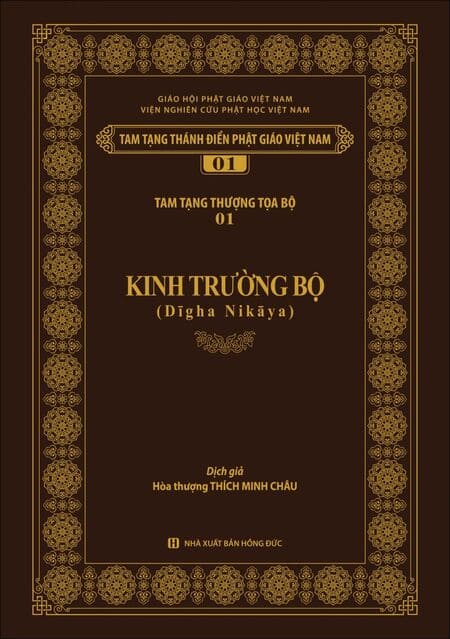 GIÁO HỘI PHẬT GIÁO VIỆT NAM
VIỆN NGHIÊN CỨU PHẬT HỌC VIỆT NAM
TAM TẠNG THÁNH ĐIỂN PHẬT GIÁO VIỆT NAM
01
TAM TẠNG THƯỢNG TỌA BỘ
01
KINH TRƯỜNG BỘ
(Dīgha Nikāya)
Dịch giả
Hòa thượng THÍCH MINH CHÂU
H NHÀ XUẤT BẢN HỒNG ĐỨC